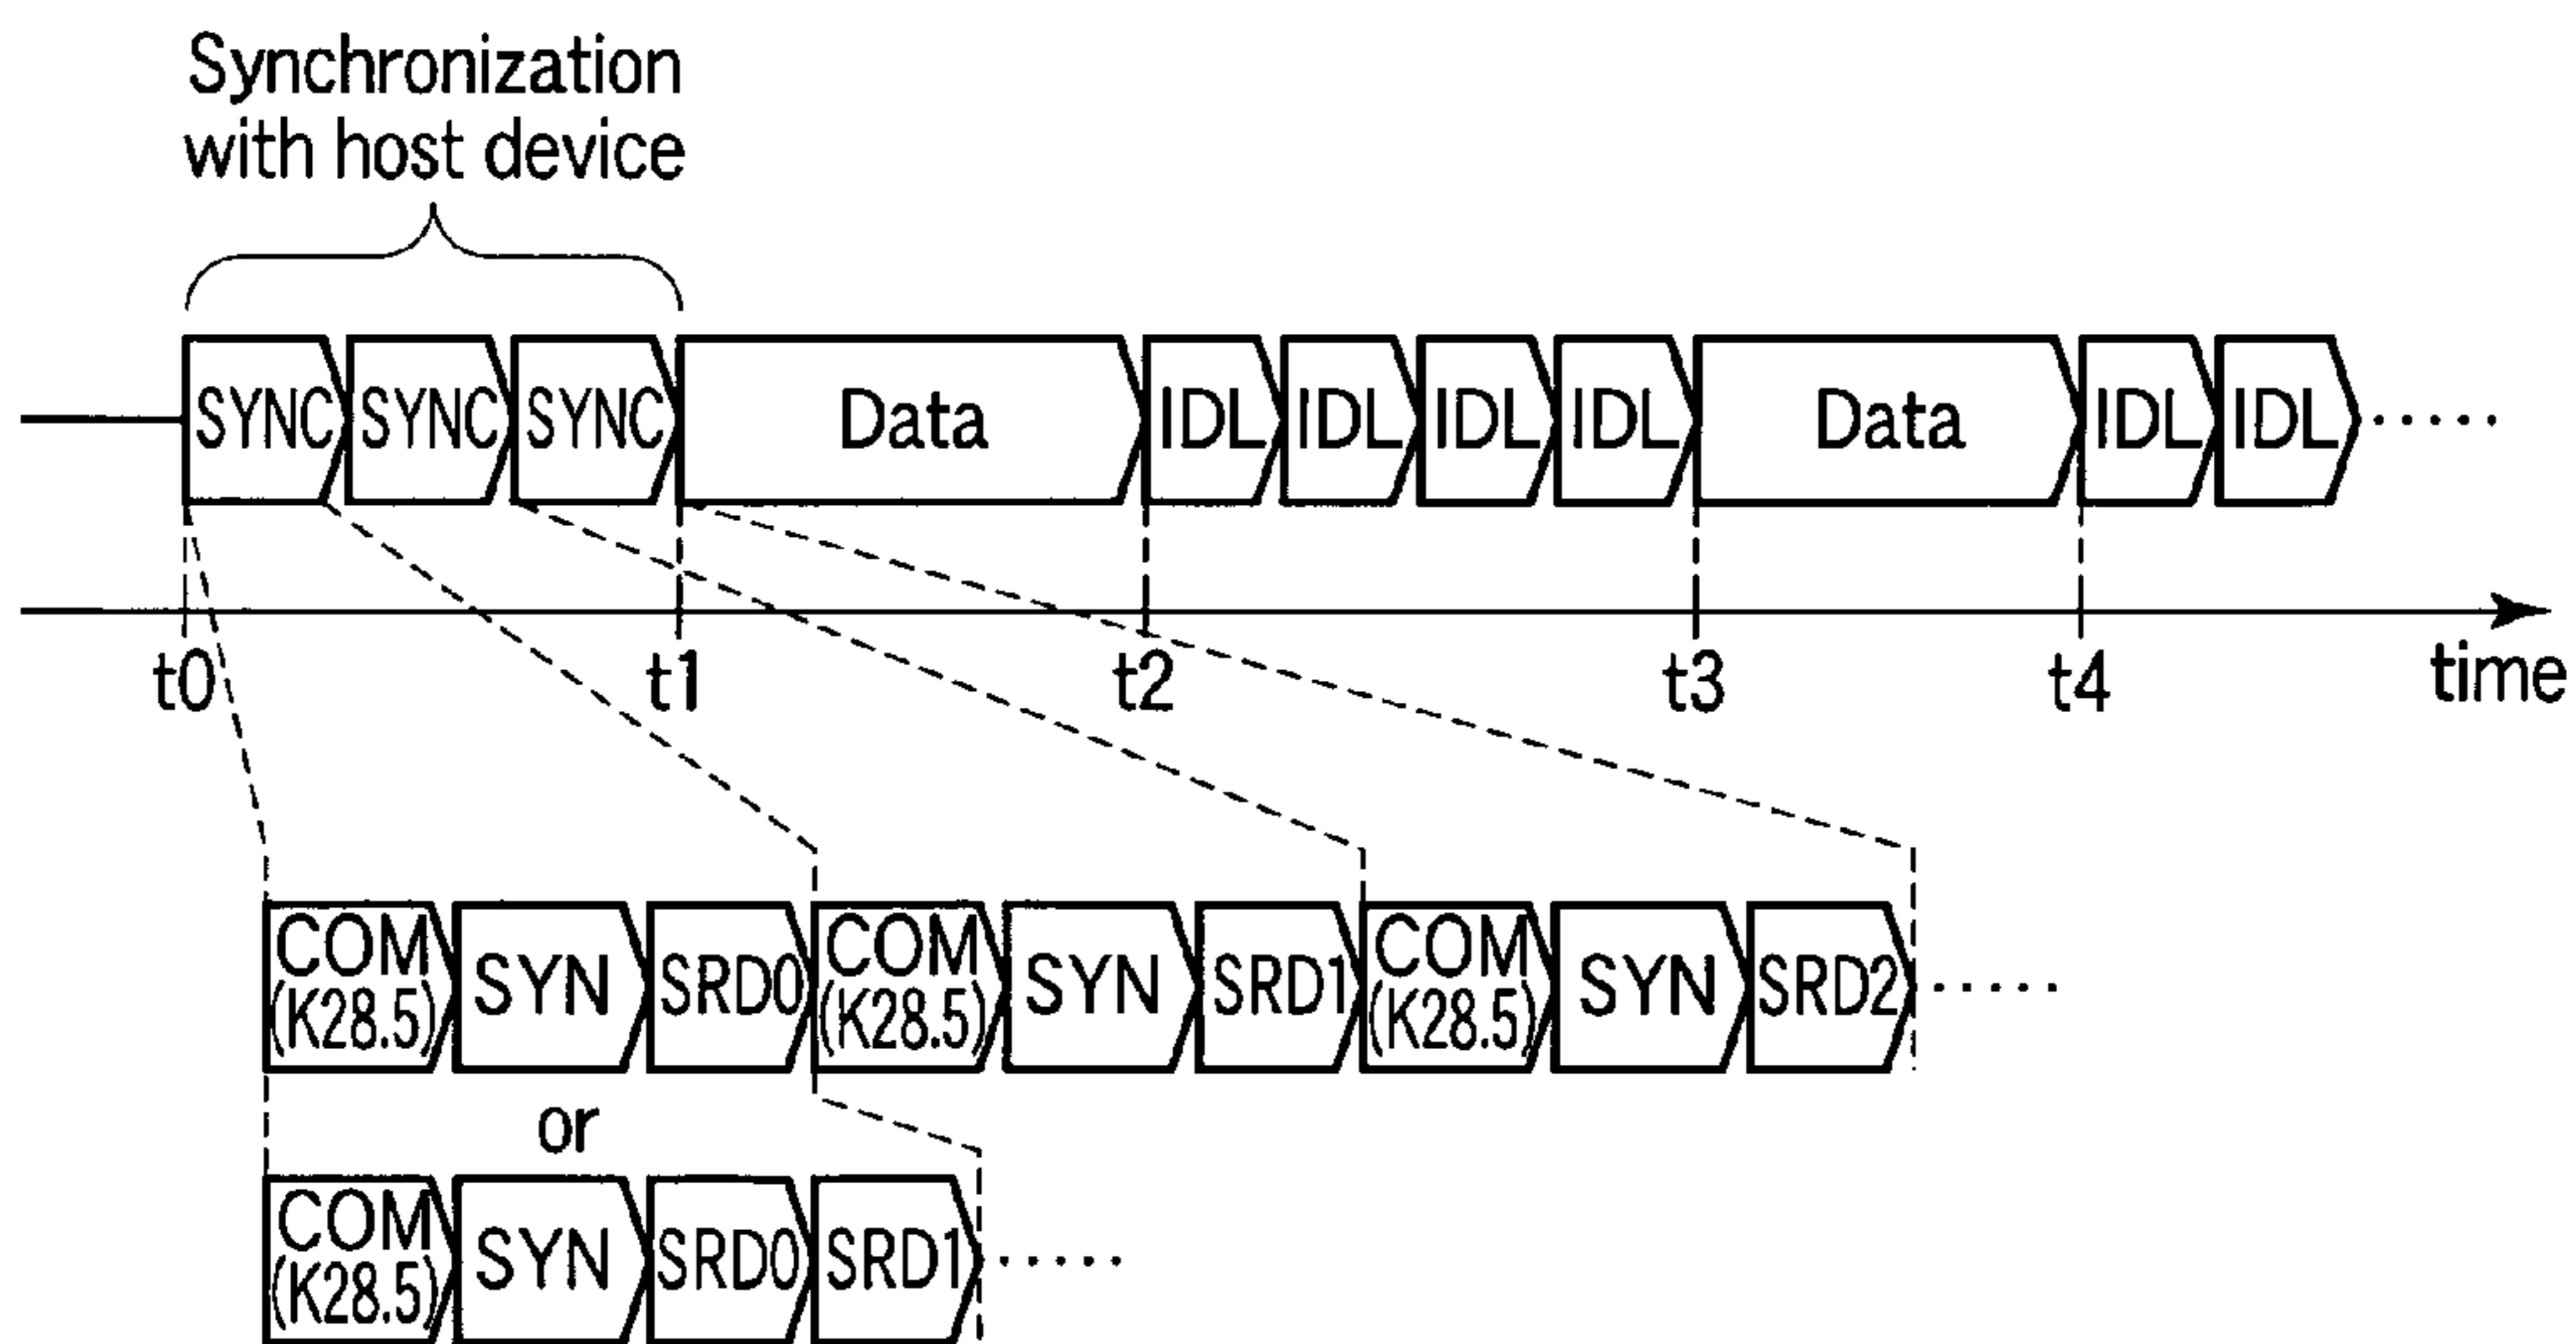 Synchronization
with host device
SYNC SYNC SYNC Data IDL IDL IDL IDL Data IDL IDL ·····
t0 t1 t2 t3 t4 time
COM (K28.5) SYN SRD0 COM (K28.5) SYN SRD1 COM (K28.5) SYN SRD2 ·····
or
COM (K28.5) SYN SRD0 SRD1 ·····